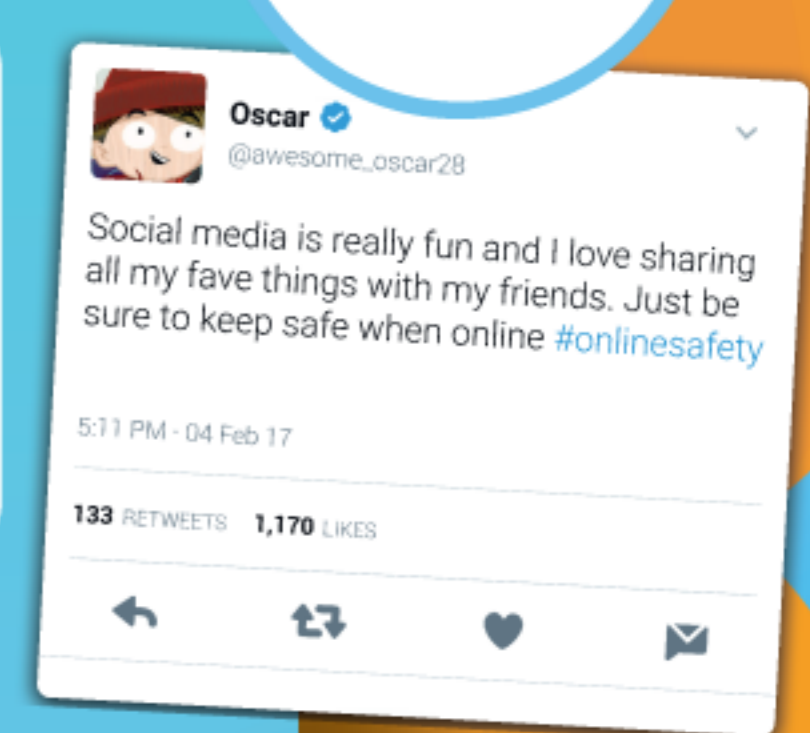 Oscar
@awesome_oscar28
Social media is really fun and I love sharing
all my fave things with my friends. Just be
sure to keep safe when online #onlinesafety
5:11 PM - 04 Feb 17
133 RETWEETS 1,170 LIKES